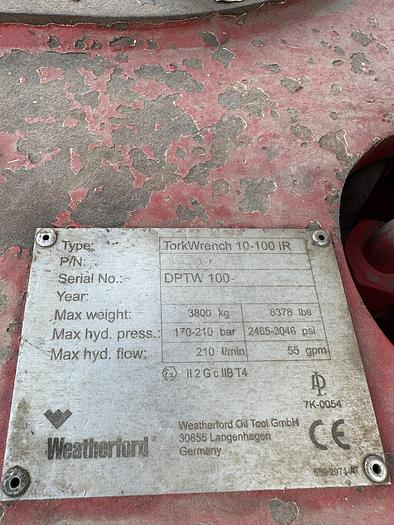 Type: TorkWrench 10-100 IR
P/N:
Serial No.: DPTW 100-
Year:
Max weight: 3800 kg 8378 lbs
Max hyd. press.: 170-210 bar 2465-3046 psi
Max hyd. flow: 210 l/min. 55 gpm
Ex II 2 G c IIB T4
7K-0054
Weatherford®
Weatherford Oil Tool GmbH
30855 Langenhagen
Germany
CE